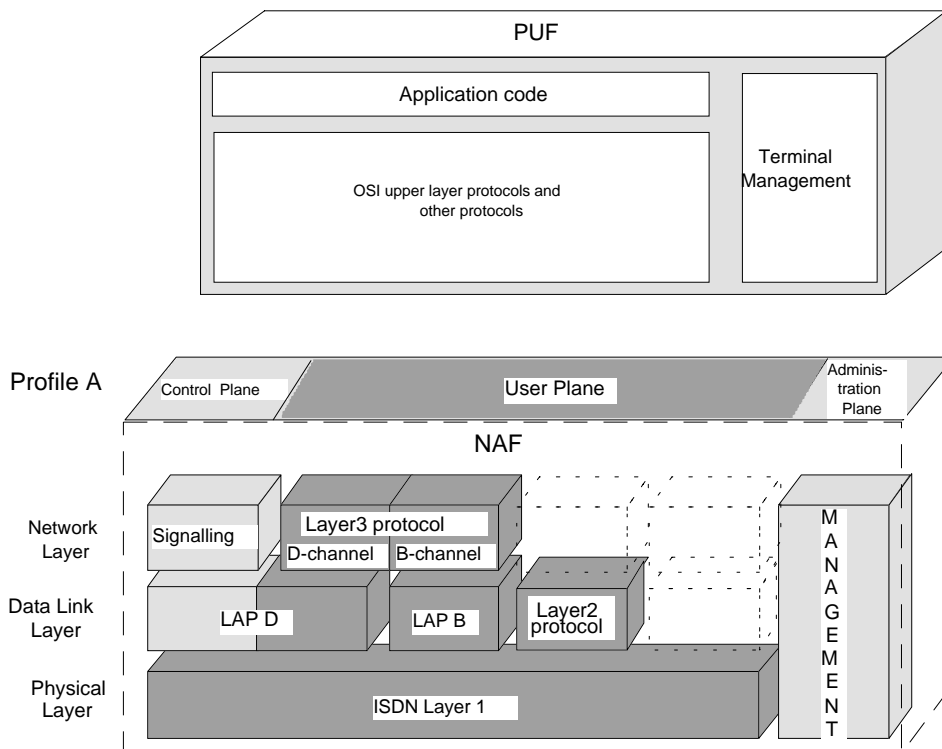 PUF
Application code
OSI upper layer protocols and
other protocols
Terminal
Management
Profile A
Control Plane
User Plane
Adminis-
tration
Plane
NAF
Network
Layer
Signalling
Layer3 protocol
D-channel
B-channel
Data Link
Layer
LAP D
LAP B
Layer2
protocol
Physical
Layer
ISDN Layer 1
MANAGEMENT